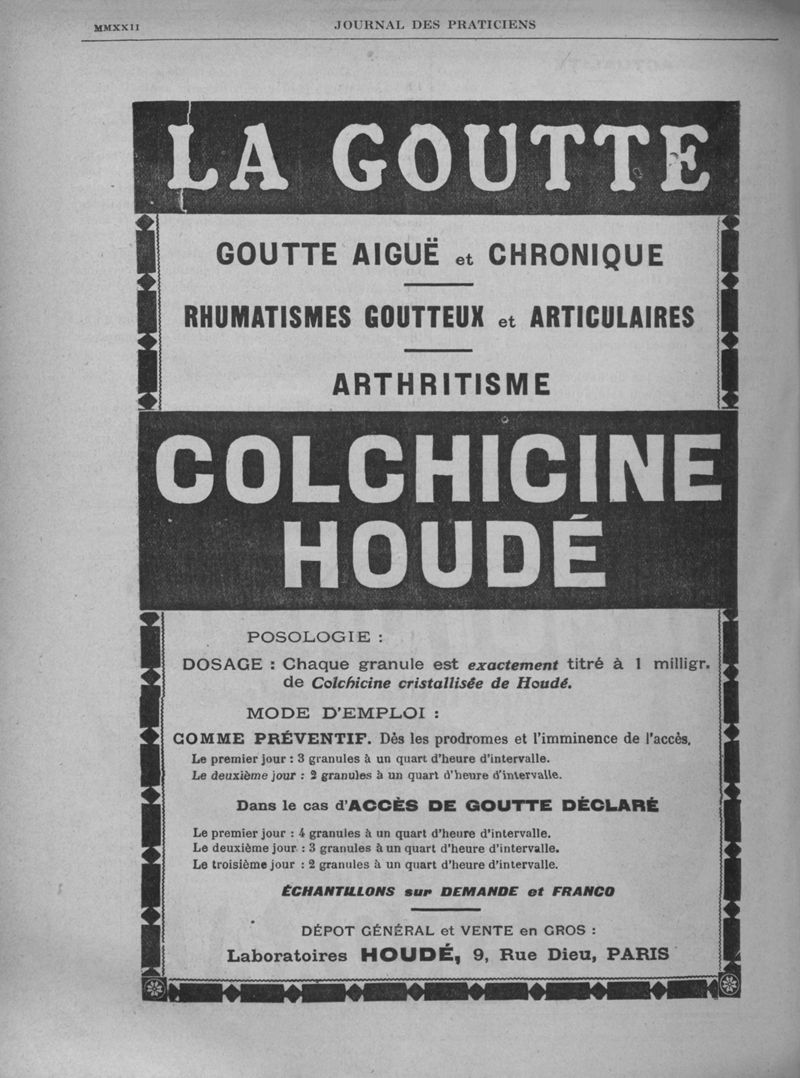 MMXXII
JOURNAL DES PRATICIENS
LA GOUTTE
GOUTTE AIGUË et CHRONIQUE
RHUMATISMES GOUTTEUX et ARTICULAIRES
ARTHRITISME
COLCHICINE
HOUDÉ
POSOLOGIE :
DOSAGE : Chaque granule est exactement titré à 1 milligr.
de Colchicine cristallisée de Houdé.
MODE D'EMPLOI :
COMME PRÉVENTIF. Dès les prodromes et l'imminence de l'accès.
Le premier jour : 3 granules à un quart d'heure d'intervalle.
Le deuxième jour : 2 granules à un quart d'heure d'intervalle.
Dans le cas d'ACCÈS DE GOUTTE DÉCLARÉ
Le premier jour : 4 granules à un quart d'heure d'intervalle.
Le deuxième jour : 3 granules à un quart d'heure d'intervalle.
Le troisième jour : 2 granules à un quart d'heure d'intervalle.
ÉCHANTILLONS sur DEMANDE et FRANCO
DÉPOT GÉNÉRAL et VENTE en GROS :
Laboratoires HOUDÉ, 9, Rue Dieu, PARIS